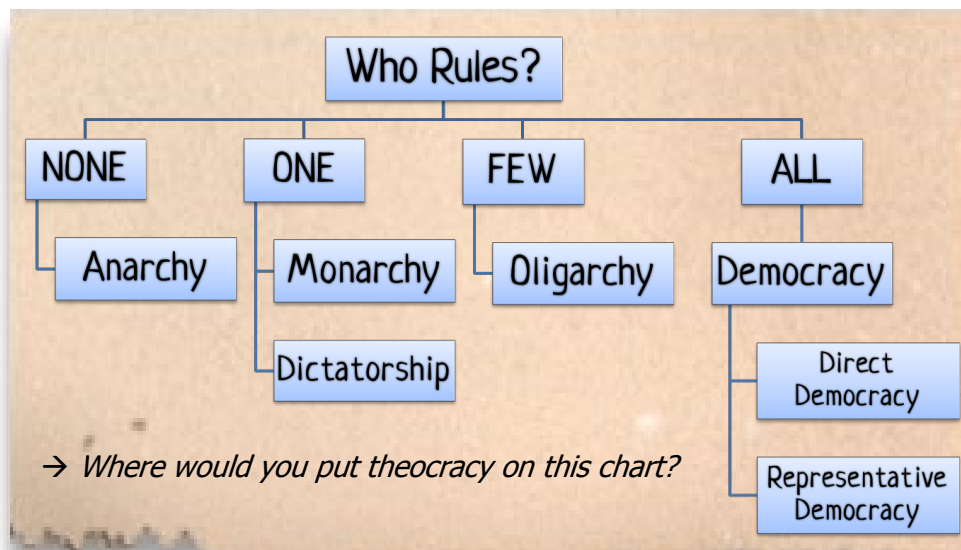 Who Rules?
NONE
ONE
FEW
ALL
Anarchy
Monarchy
Oligarchy
Democracy
Dictatorship
Direct
Democracy
→ Where would you put theocracy on this chart?
Representative
Democracy